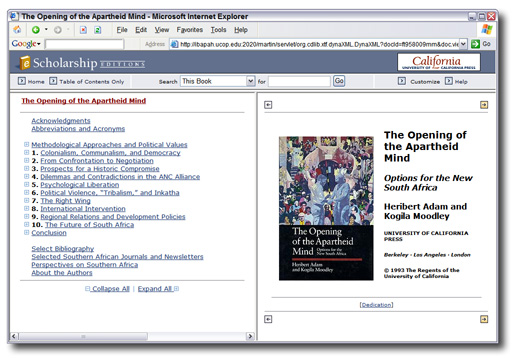 The Opening of the Apartheid Mind - Microsoft Internet Explorer
File Edit View Favorites Tools Help
Google Address http://bapah.ucop.edu:2020/martin/servlet/org.cdlib.xtf.dynaXML.DynaXML?docId=ft958009mm&doc.vie Go
eScholarship EDITIONS
California
UNIVERSITY OF CALIFORNIA PRESS
Home Table of Contents Only Search This Book for Go Customize Help
The Opening of the Apartheid Mind
Acknowledgments
Abbreviations and Acronyms
Methodological Approaches and Political Values
1. Colonialism, Communalism, and Democracy
2. From Confrontation to Negotiation
3. Prospects for a Historic Compromise
4. Dilemmas and Contradictions in the ANC Alliance
5. Psychological Liberation
6. Political Violence, "Tribalism," and Inkatha
7. The Right Wing
8. International Intervention
9. Regional Relations and Development Policies
10. The Future of South Africa
Conclusion
Select Bibliography
Selected Southern African Journals and Newsletters
Perspectives on Southern Africa
About the Authors
Collapse All | Expand All
The Opening
of the Apartheid
Mind Options for the
New South Africa
Heribert Adam
and Kogila Moodley
The Opening of
the Apartheid
Mind
Options for the New
South Africa
Heribert Adam and
Kogila Moodley
UNIVERSITY OF CALIFORNIA
PRESS
Berkeley · Los Angeles · London
© 1993 The Regents of the
University of California
[Dedication]